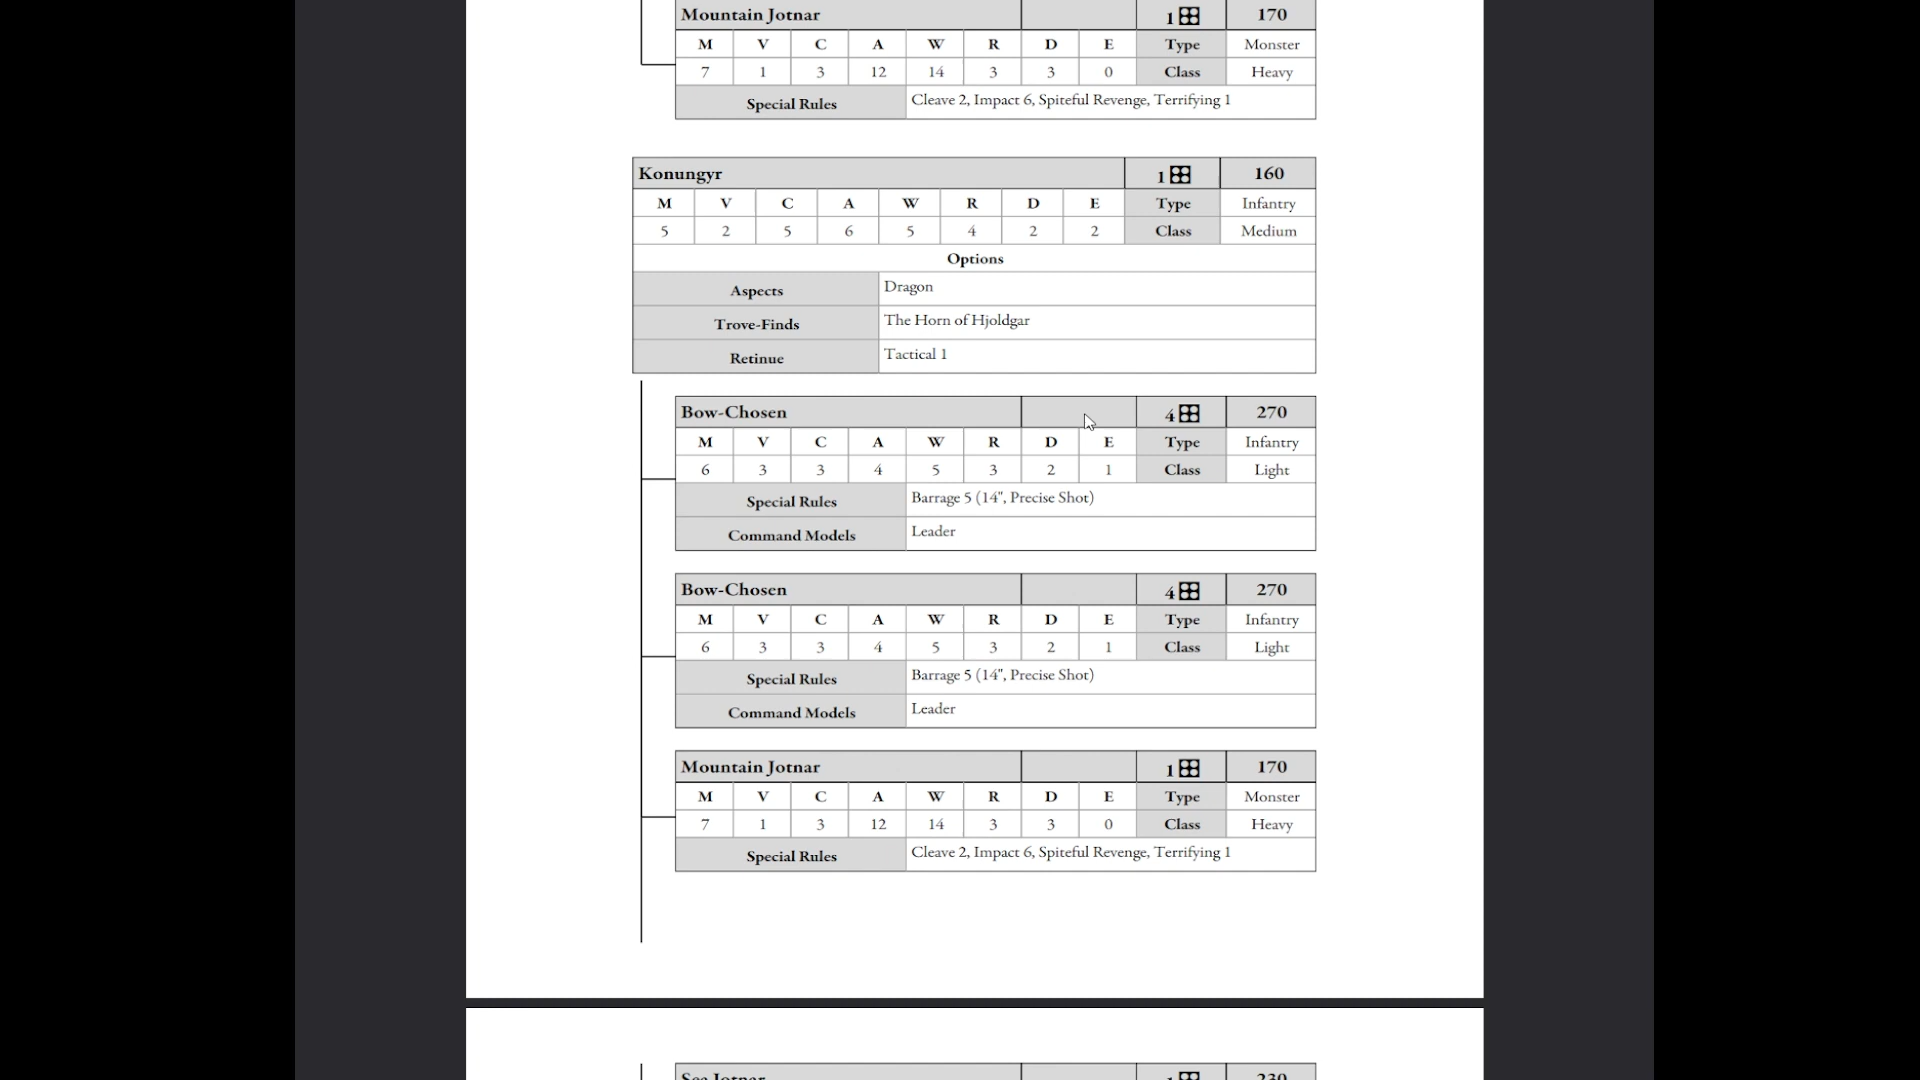 Mountain Jotnar 1 170
M V C A W R D E Type Monster
7 1 3 12 14 3 3 0 Class Heavy
Special Rules Cleave 2, Impact 6, Spiteful Revenge, Terrifying 1
Konungyr 1 160
M V C A W R D E Type Infantry
5 2 5 6 5 4 2 2 Class Medium
Options
Aspects Dragon
Trove-Finds The Horn of Hjoldgar
Retinue Tactical 1
Bow-Chosen 4 270
M V C A W R D E Type Infantry
6 3 3 4 5 3 2 1 Class Light
Special Rules Barrage 5 (14", Precise Shot)
Command Models Leader
Bow-Chosen 4 270
M V C A W R D E Type Infantry
6 3 3 4 5 3 2 1 Class Light
Special Rules Barrage 5 (14", Precise Shot)
Command Models Leader
Mountain Jotnar 1 170
M V C A W R D E Type Monster
7 1 3 12 14 3 3 0 Class Heavy
Special Rules Cleave 2, Impact 6, Spiteful Revenge, Terrifying 1
Sea Jotnar 1 230